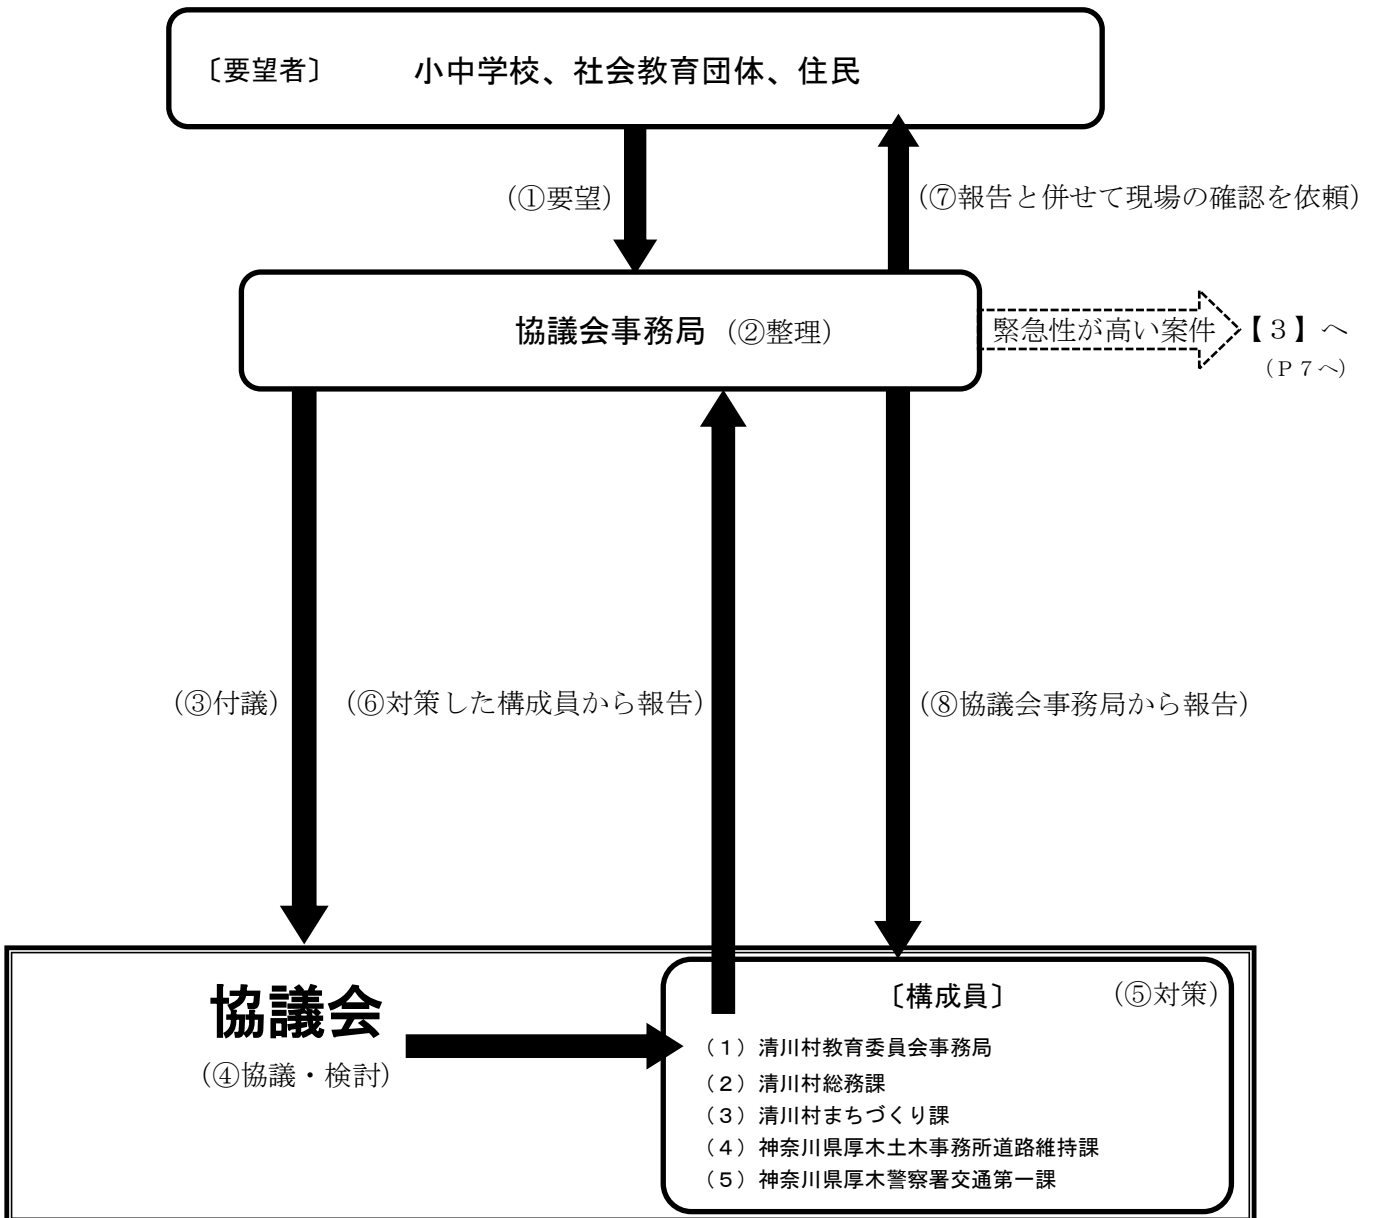 〔要望者〕 小中学校、社会教育団体、住民
（①要望）
（⑦報告と併せて現場の確認を依頼）
協議会事務局（②整理）
緊急性が高い案件
【３】へ
（Ｐ７へ）
（③付議）
（⑥対策した構成員から報告）
（⑧協議会事務局から報告）
協議会
（④協議・検討）
〔構成員〕
（⑤対策）
（１）清川村教育委員会事務局
（２）清川村総務課
（３）清川村まちづくり課
（４）神奈川県厚木土木事務所道路維持課
（５）神奈川県厚木警察署交通第一課